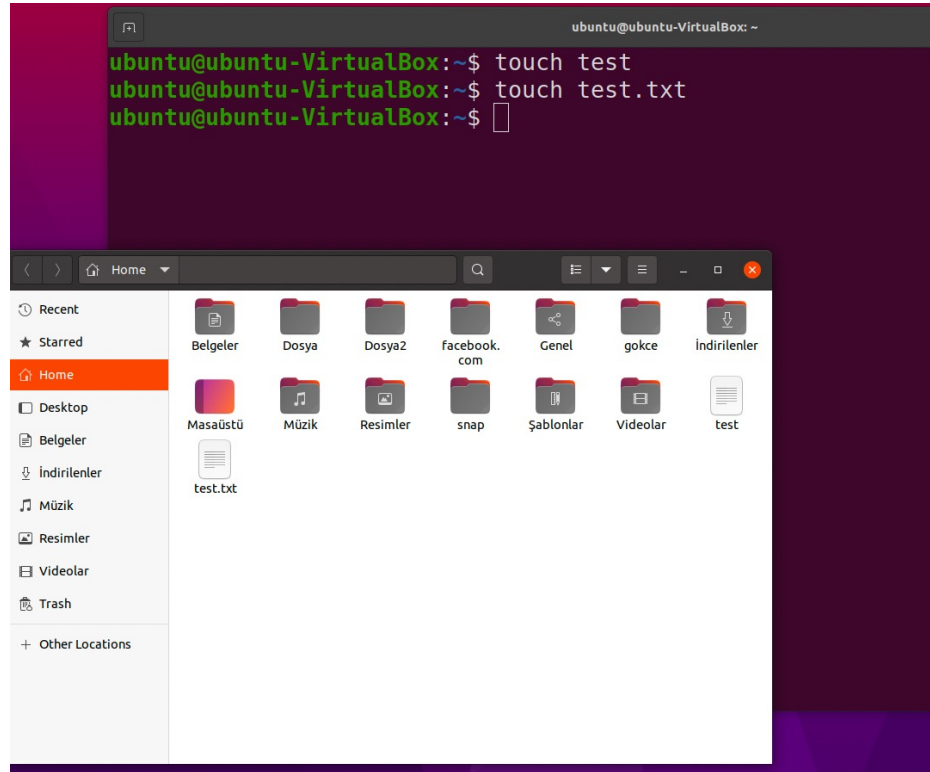 ubuntu@ubuntu-VirtualBox: ~
ubuntu@ubuntu-VirtualBox:~$ touch test
ubuntu@ubuntu-VirtualBox:~$ touch test.txt
ubuntu@ubuntu-VirtualBox:~$
Home
Recent
Starred
Home
Desktop
Belgeler
İndirilenler
Müzik
Resimler
Videolar
Trash
+ Other Locations
Belgeler
Dosya
Dosya2
facebook.
com
Genel
gokce
İndirilenler
Masaüstü
Müzik
Resimler
snap
Şablonlar
Videolar
test
test.txt